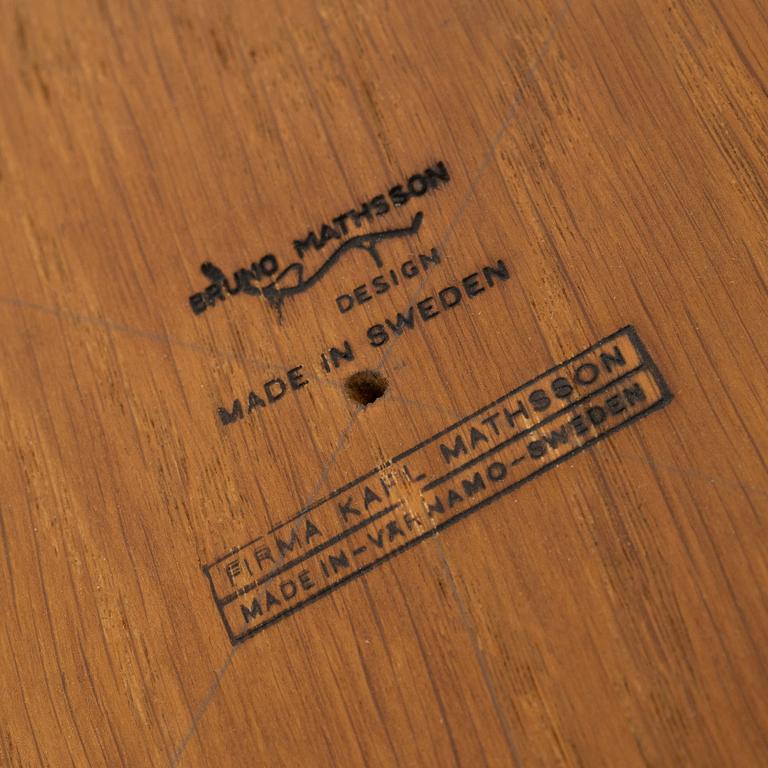 BRUNO MATHSSON
DESIGN
MADE IN SWEDEN
FIRMA KARL MATHSSON
MADE IN-VÄRNAMO-SWEDEN